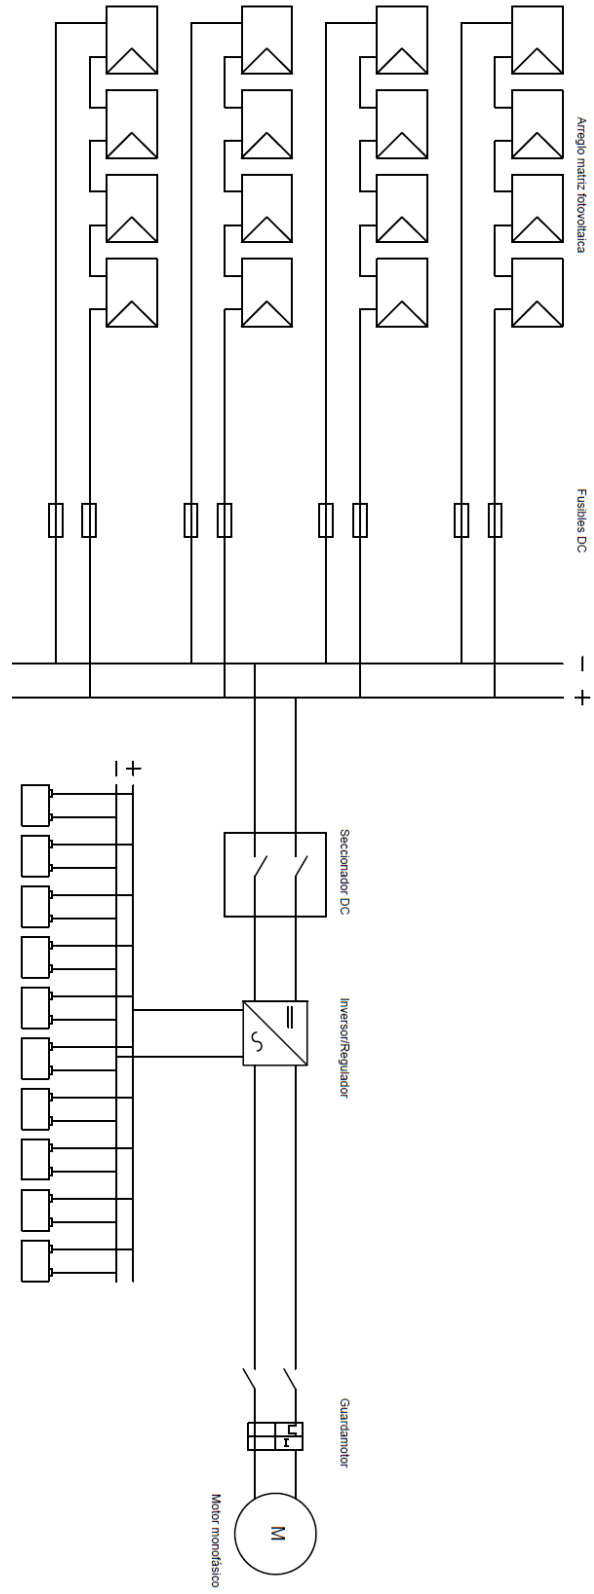 Arreglo matriz fotovoltaica
Fusibles DC
−
+
− +
Seccionador DC
Inversor/Regulador
Guardamotor
M
Motor monofásico